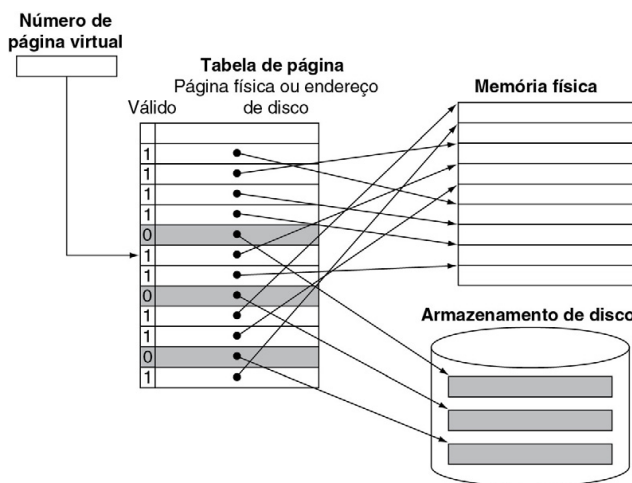 Número de
página virtual
Tabela de página
Página física ou endereço
Válido
de disco
Memória física
1
1
1
1
0
1
1
0
1
1
0
1
Armazenamento de disco